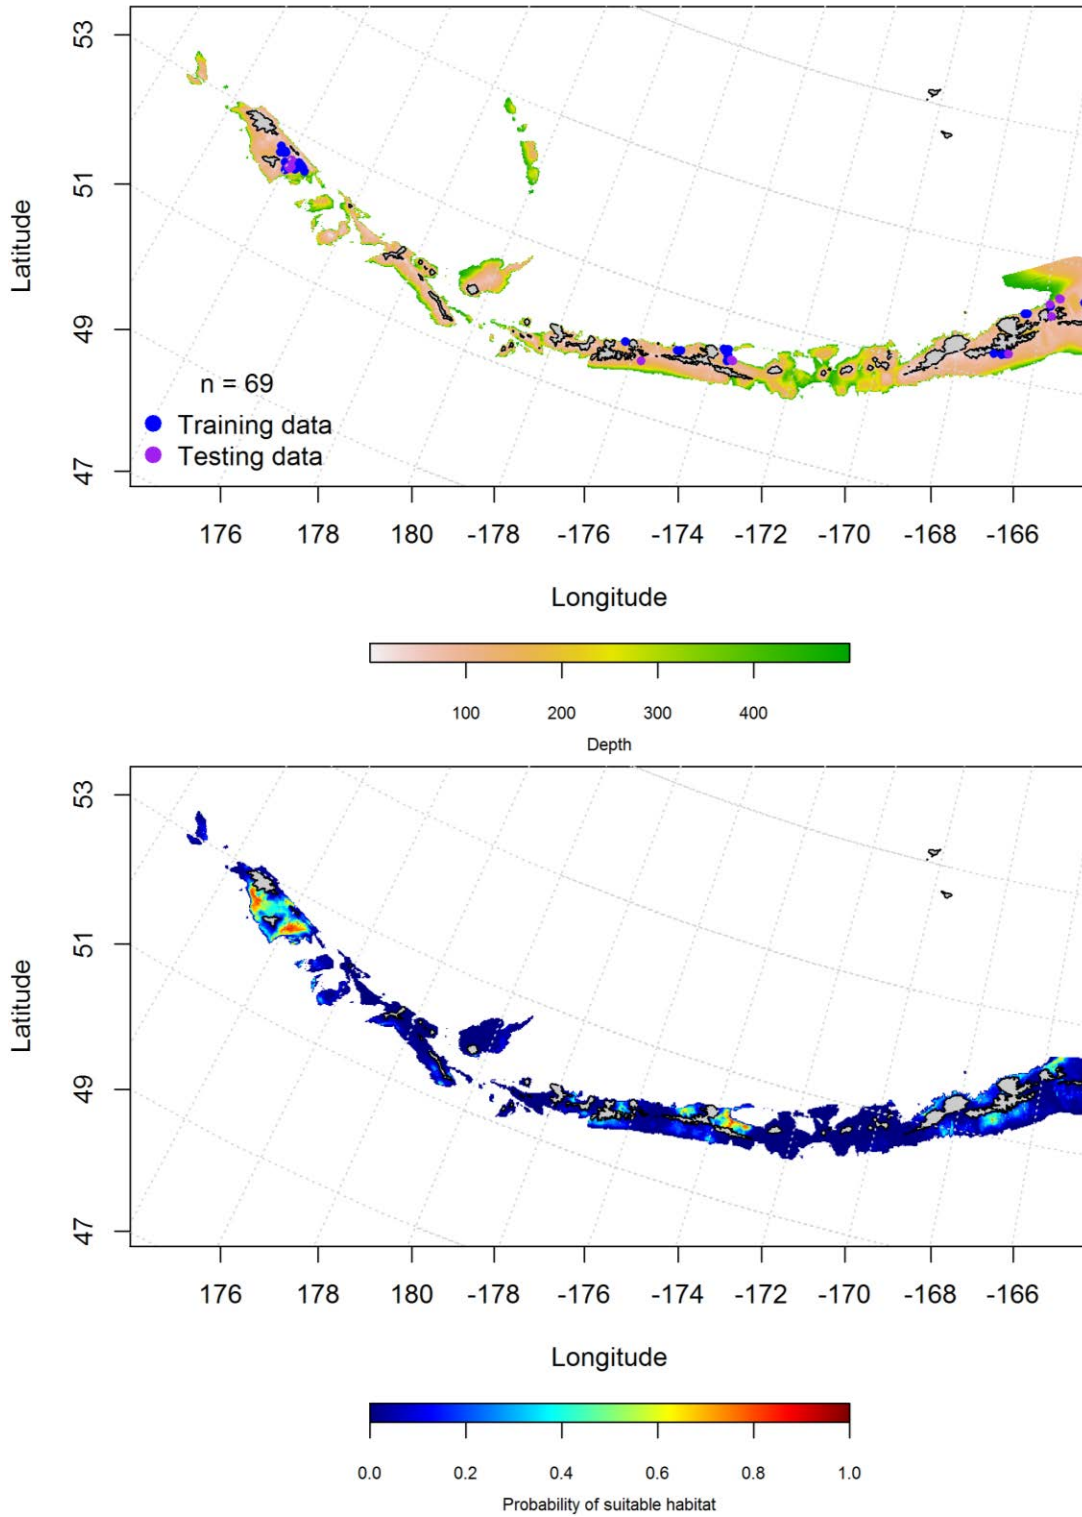 53
51
49
47
Latitude
n = 69
Training data
Testing data
176 178 180 -178 -176 -174 -172 -170 -168 -166
Longitude
100 200 300 400
Depth
53
51
49
47
Latitude
176 178 180 -178 -176 -174 -172 -170 -168 -166
Longitude
0.0 0.2 0.4 0.6 0.8 1.0
Probability of suitable habitat